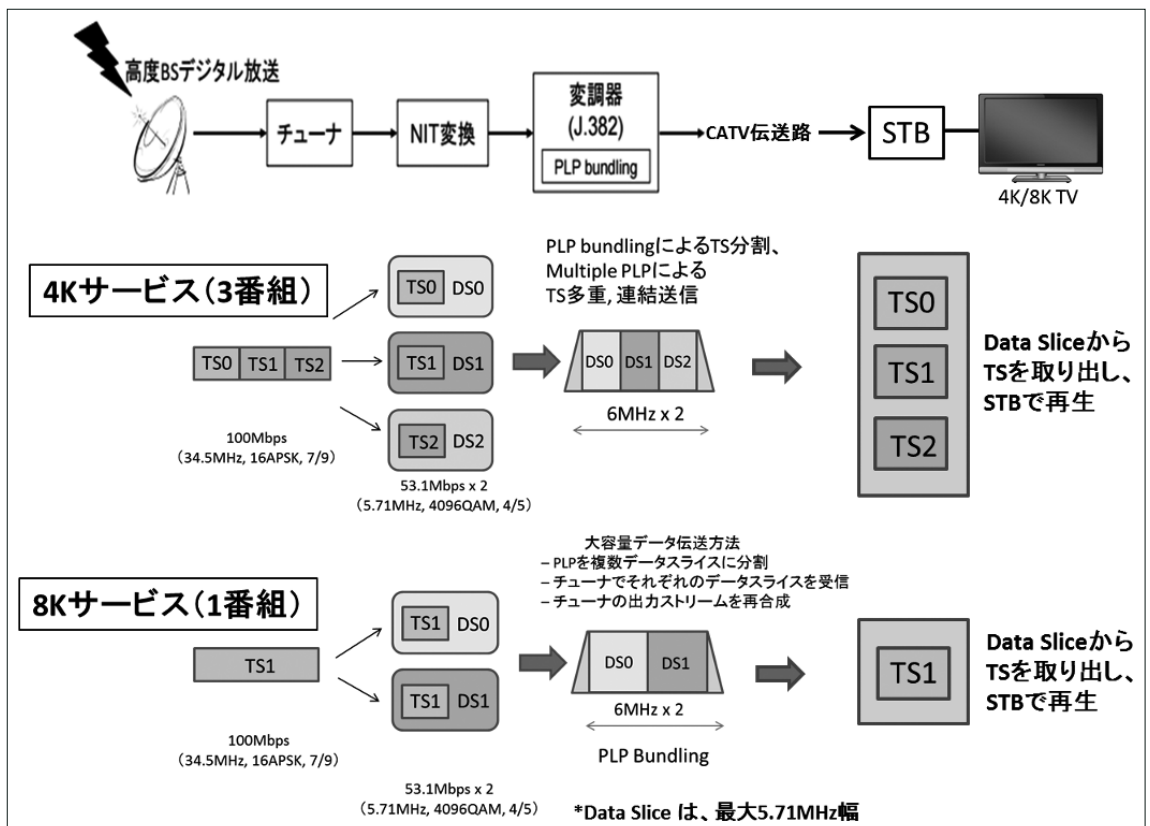 高度BSデジタル放送
チューナ
NIT変換
変調器
(J.382)
PLP bundling
CATV伝送路
STB
4K/8K TV
4Kサービス(3番組)
TS0 TS1 TS2
100Mbps
(34.5MHz, 16APSK, 7/9)
TS0 DS0
TS1 DS1
TS2 DS2
53.1Mbps x 2
(5.71MHz, 4096QAM, 4/5)
PLP bundlingによるTS分割、
Multiple PLPによる
TS多重, 連結送信
DS0 DS1 DS2
6MHz x 2
TS0
TS1
TS2
Data Sliceから
TSを取り出し、
STBで再生
8Kサービス(1番組)
TS1
100Mbps
(34.5MHz, 16APSK, 7/9)
TS1 DS0
TS1 DS1
53.1Mbps x 2
(5.71MHz, 4096QAM, 4/5)
大容量データ伝送方法
– PLPを複数データスライスに分割
– チューナでそれぞれのデータスライスを受信
– チューナの出力ストリームを再合成
DS0 DS1
6MHz x 2
PLP Bundling
TS1
Data Sliceから
TSを取り出し、
STBで再生
*Data Slice は、最大5.71MHz幅